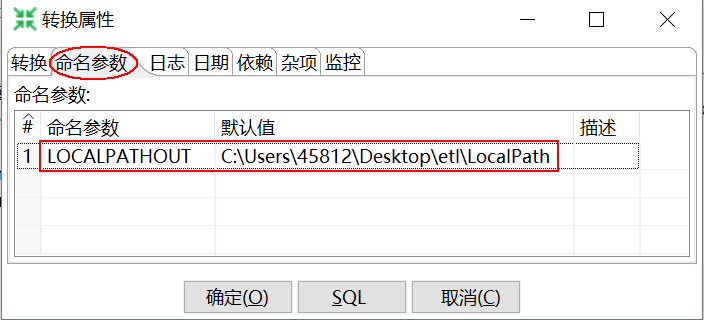 转换属性
转换 命名参数 日志 日期 依赖 杂项 监控
命名参数:
# 命名参数 默认值 描述
1 LOCALPATHOUT C:\Users\45812\Desktop\etl\LocalPath
确定(O) SQL 取消(C)